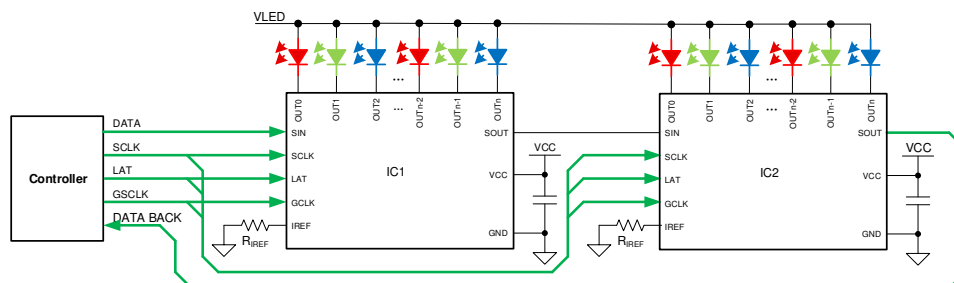 VLED
OUT0
OUT1
OUT2
...
OUTn-2
OUTn-1
OUTn
...
OUT0
OUT1
OUT2
...
OUTn-2
OUTn-1
OUTn
...
Controller
DATA
SCLK
LAT
GSCLK
DATA BACK
SIN
SCLK
LAT
GCLK
IREF
RIREF
IC1
SOUT
VCC
GND
VCC
SIN
SCLK
LAT
GCLK
IREF
RIREF
IC2
SOUT
VCC
GND
VCC